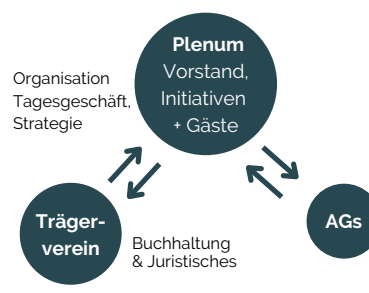 Plenum
Vorstand,
Initiativen
+ Gäste
Organisation
Tagesgeschäft,
Strategie
Träger-
verein
Buchhaltung
& Juristisches
AGs